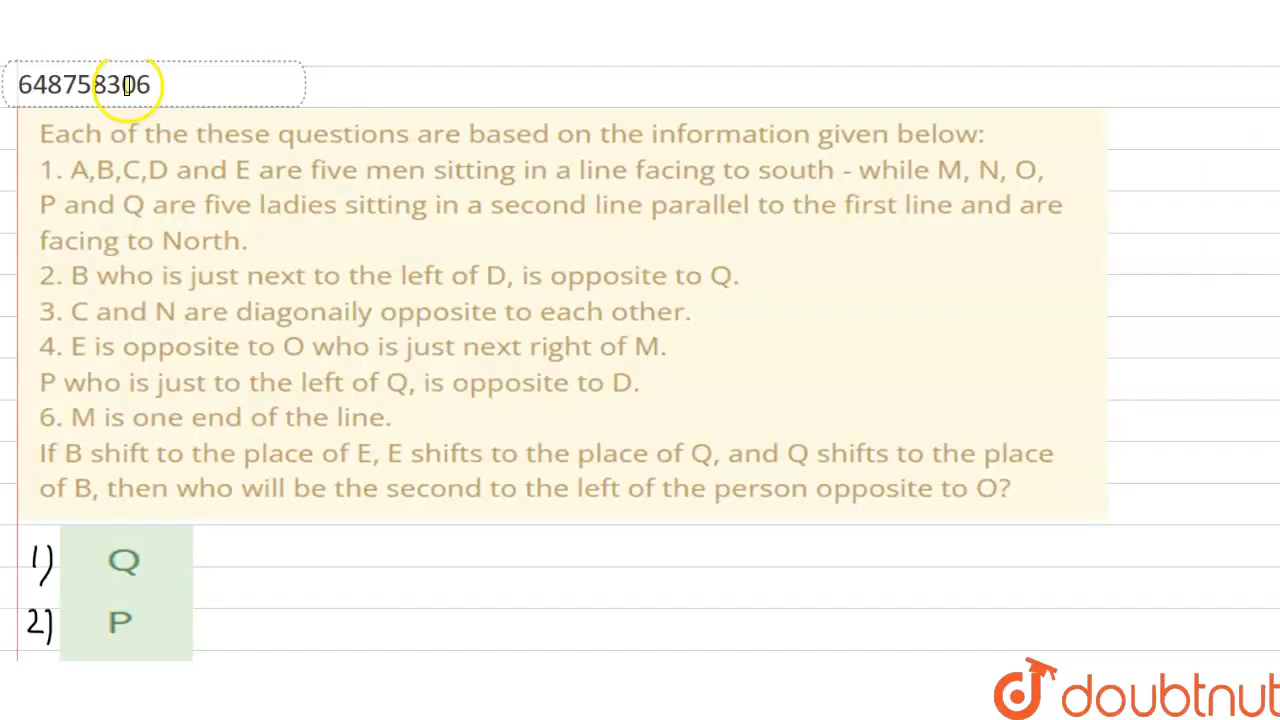 648758306
Each of the these questions are based on the information given below:
1. A,B,C,D and E are five men sitting in a line facing to south - while M, N, O,
P and Q are five ladies sitting in a second line parallel to the first line and are
facing to North.
2. B who is just next to the left of D, is opposite to Q.
3. C and N are diagonaily opposite to each other.
4. E is opposite to O who is just next right of M.
P who is just to the left of Q, is opposite to D.
6. M is one end of the line.
If B shift to the place of E, E shifts to the place of Q, and Q shifts to the place
of B, then who will be the second to the left of the person opposite to O?
1) Q
2) P
doubtnut